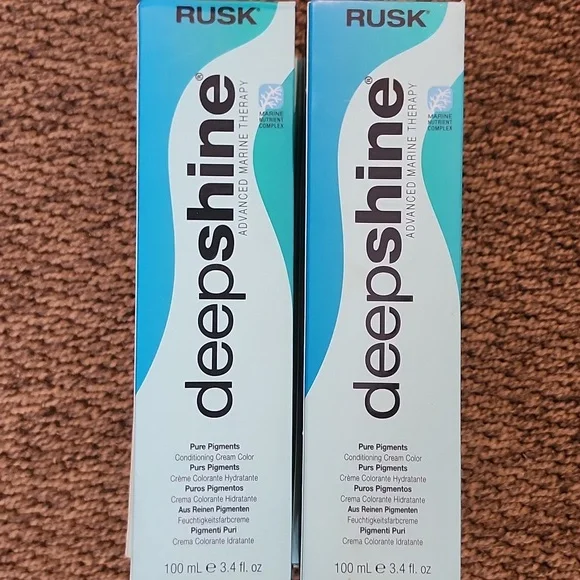 RUSK®
deepshine®
ADVANCED MARINE THERAPY
MARINE
NUTRIENT
COMPLEX
Pure Pigments
Conditioning Cream Color
Purs Pigments
Crème Colorante Hydratante
Puros Pigmentos
Crema Colorante Hidratante
Aus Reinen Pigmenten
Feuchtigkeitsfarbcreme
Pigmenti Puri
Crema Colorante Idratante
100 mL e 3.4 fl. oz
RUSK®
deepshine®
ADVANCED MARINE THERAPY
MARINE
NUTRIENT
COMPLEX
Pure Pigments
Conditioning Cream Color
Purs Pigments
Crème Colorante Hydratante
Puros Pigmentos
Crema Colorante Hidratante
Aus Reinen Pigmenten
Feuchtigkeitsfarbcreme
Pigmenti Puri
Crema Colorante Idratante
100 mL e 3.4 fl. oz